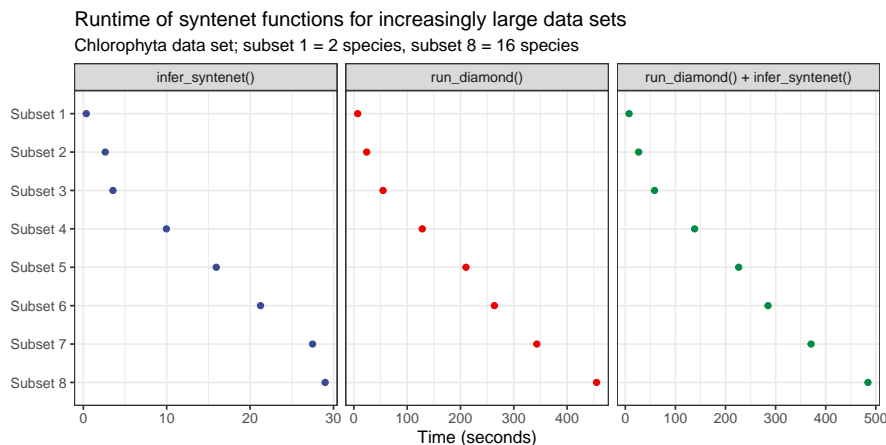 Runtime of syntenet functions for increasingly large data sets
Chlorophyta data set; subset 1 = 2 species, subset 8 = 16 species
infer_syntenet() run_diamond() run_diamond() + infer_syntenet()
Subset 1
Subset 2
Subset 3
Subset 4
Subset 5
Subset 6
Subset 7
Subset 8
0 10 20 30 0 100 200 300 400 0 100 200 300 400 500
Time (seconds)